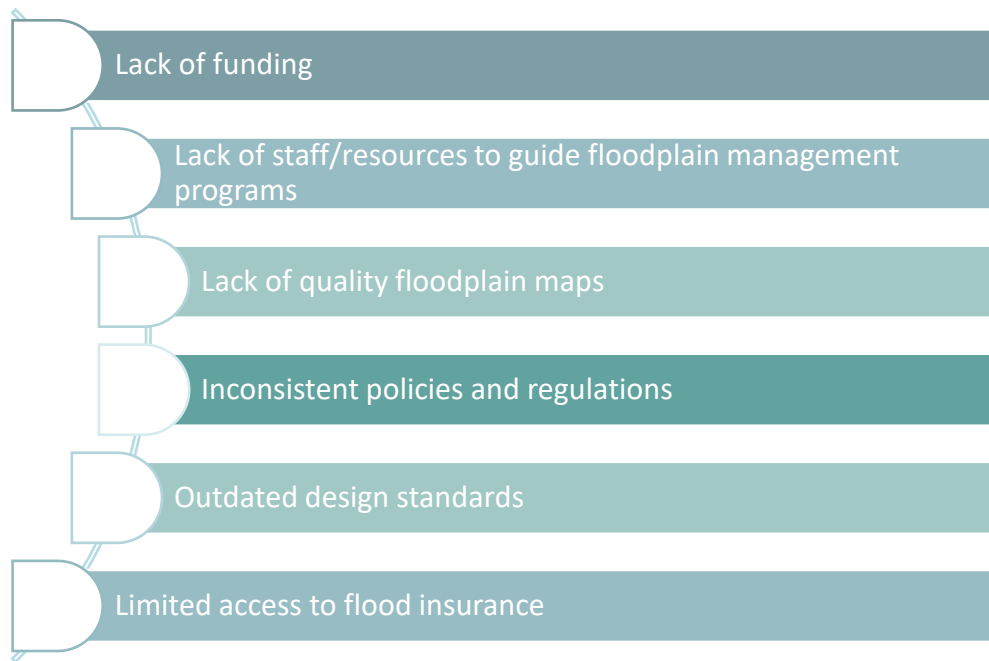 Lack of funding
Lack of staff/resources to guide floodplain management
programs
Lack of quality floodplain maps
Inconsistent policies and regulations
Outdated design standards
Limited access to flood insurance